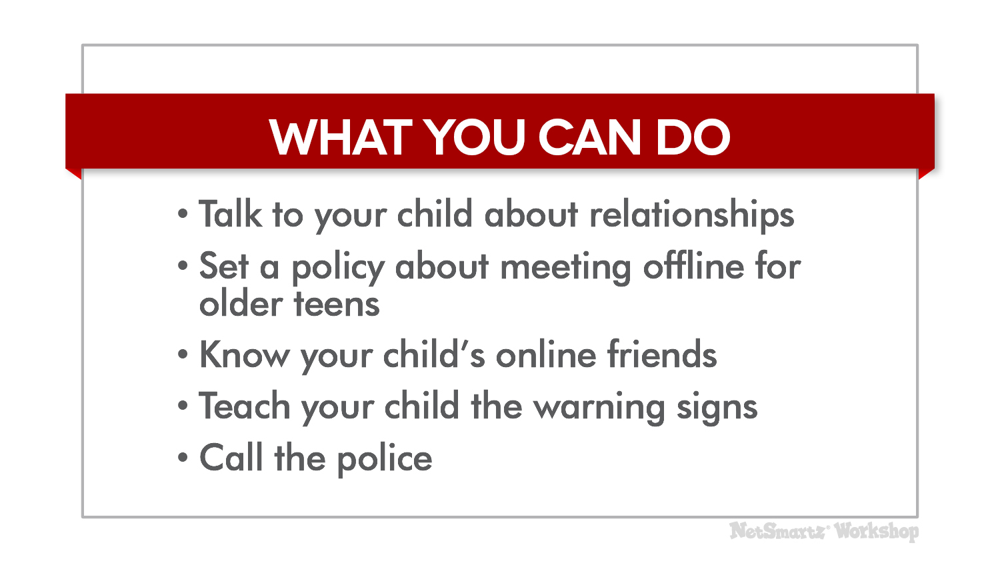 WHAT YOU CAN DO
• Talk to your child about relationships
• Set a policy about meeting offline for
older teens
• Know your child’s online friends
• Teach your child the warning signs
• Call the police
NetSmartz® Workshop